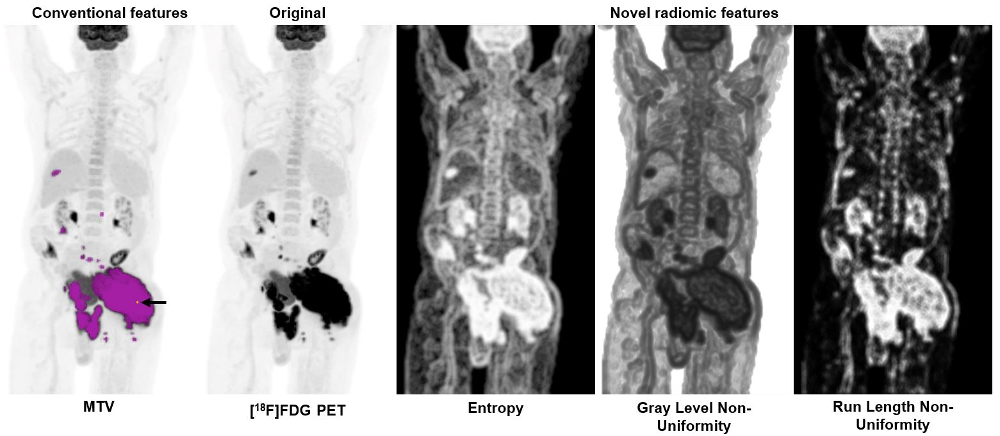 Conventional features
Original
Novel radiomic features
MTV
[¹⁸F]FDG PET
Entropy
Gray Level Non-
Uniformity
Run Length Non-
Uniformity